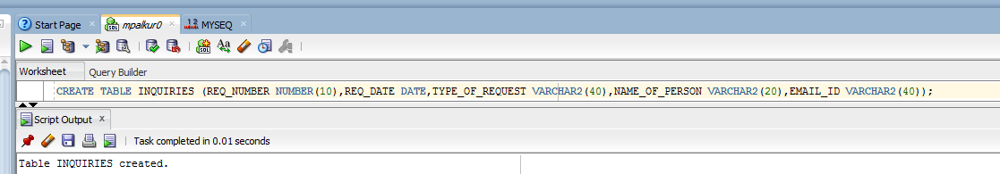 Start Page mpalkur0 MYSEQ
Worksheet Query Builder
CREATE TABLE INQUIRIES (REQ_NUMBER NUMBER(10),REQ_DATE DATE,TYPE_OF_REQUEST VARCHAR2(40),NAME_OF_PERSON VARCHAR2(20),EMAIL_ID VARCHAR2(40));
Script Output x
Task completed in 0.01 seconds
Table INQUIRIES created.